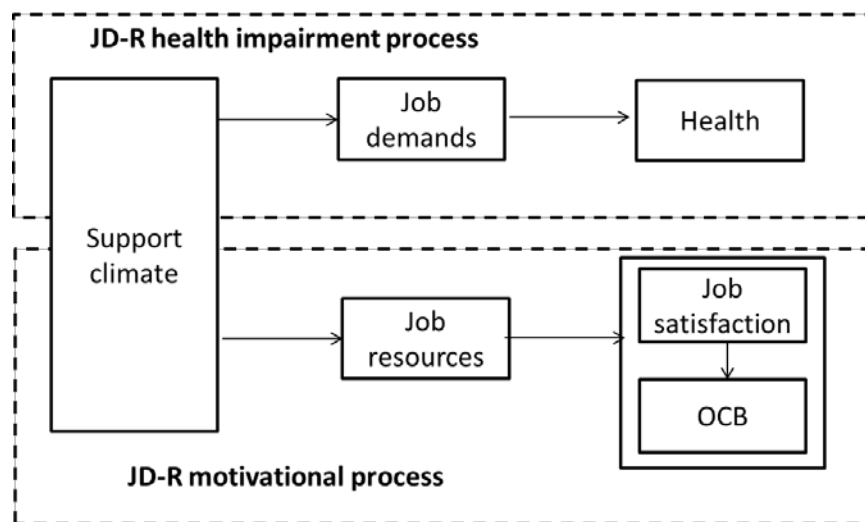 JD-R health impairment process
Job
demands
Health
Support
climate
Job
resources
Job
satisfaction
OCB
JD-R motivational process